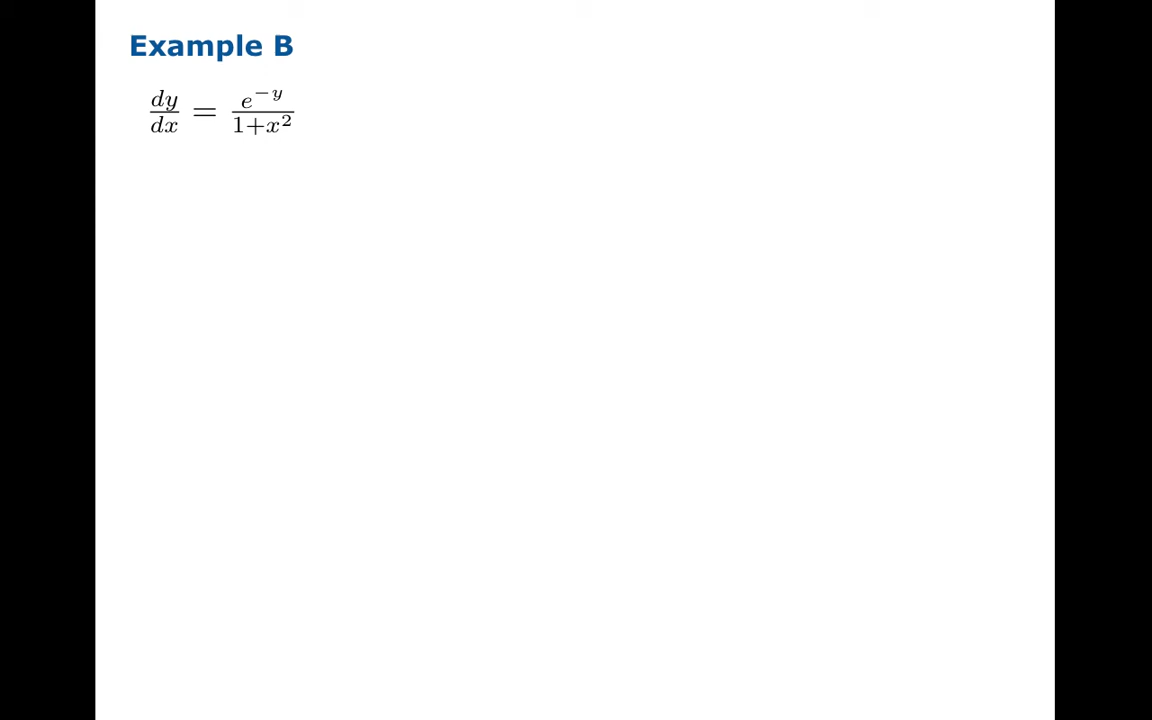 Example B
dy/dx = e^{-y}/(1+x^2)